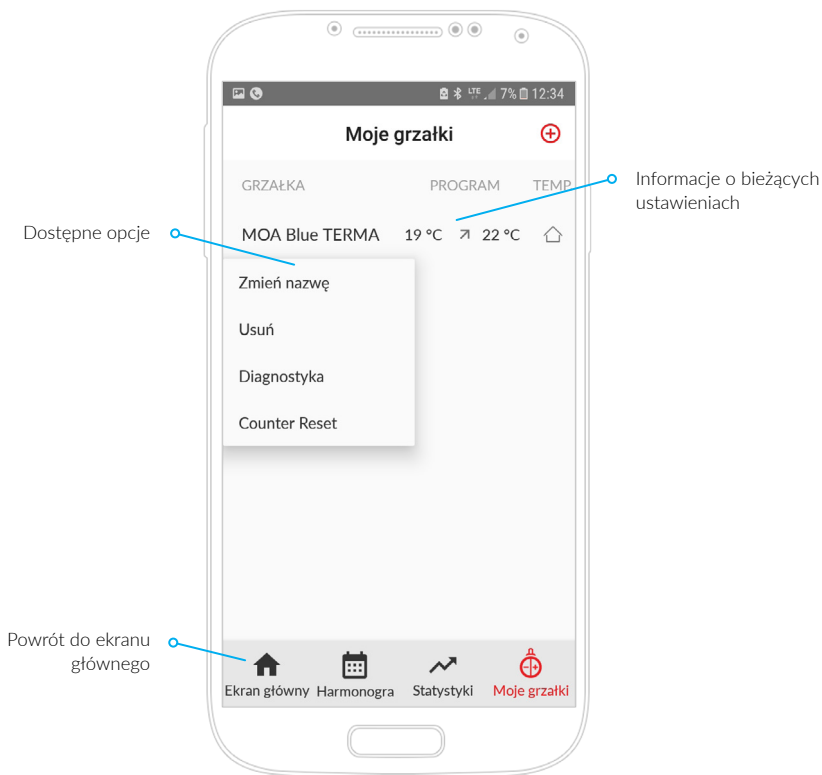 LTE 7% 12:34
Moje grzałki
GRZAŁKA PROGRAM TEMP
Informacje o bieżących
ustawieniach
Dostępne opcje
MOA Blue TERMA 19 °C 22 °C
Zmień nazwę
Usuń
Diagnostyka
Counter Reset
Powrót do ekranu
głównego
Ekran główny Harmonogra Statystyki Moje grzałki